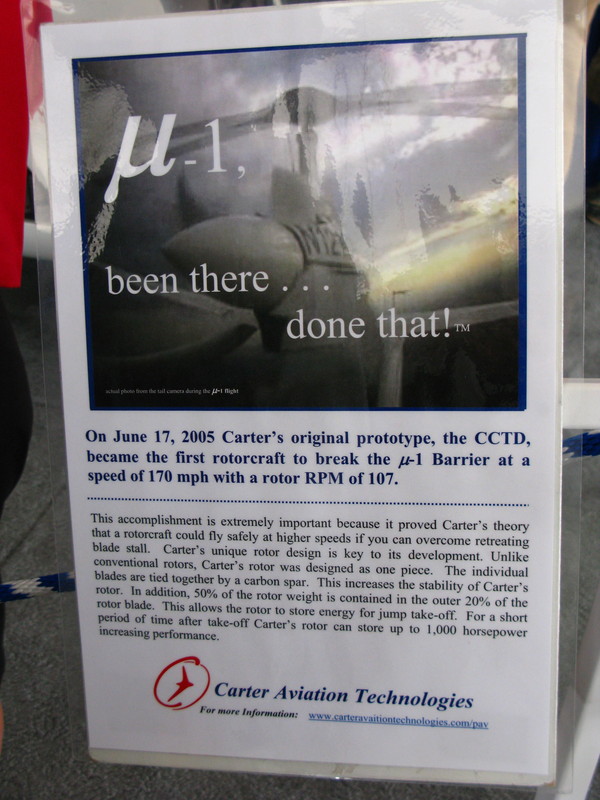 μ-1,
been there . . .
done that!™
actual photo from the tail camera during the μ-1 flight
On June 17, 2005 Carter's original prototype, the CCTD,
became the first rotorcraft to break the μ-1 Barrier at a
speed of 170 mph with a rotor RPM of 107.
This accomplishment is extremely important because it proved Carter's theory
that a rotorcraft could fly safely at higher speeds if you can overcome retreating
blade stall. Carter's unique rotor design is key to its development. Unlike
conventional rotors, Carter's rotor was designed as one piece. The individual
blades are tied together by a carbon spar. This increases the stability of Carter's
rotor. In addition, 50% of the rotor weight is contained in the outer 20% of the
rotor blade. This allows the rotor to store energy for jump take-off. For a short
period of time after take-off Carter's rotor can store up to 1,000 horsepower
increasing performance.
Carter Aviation Technologies
For more Information: www.carteravaitiontechnologies.com/pav